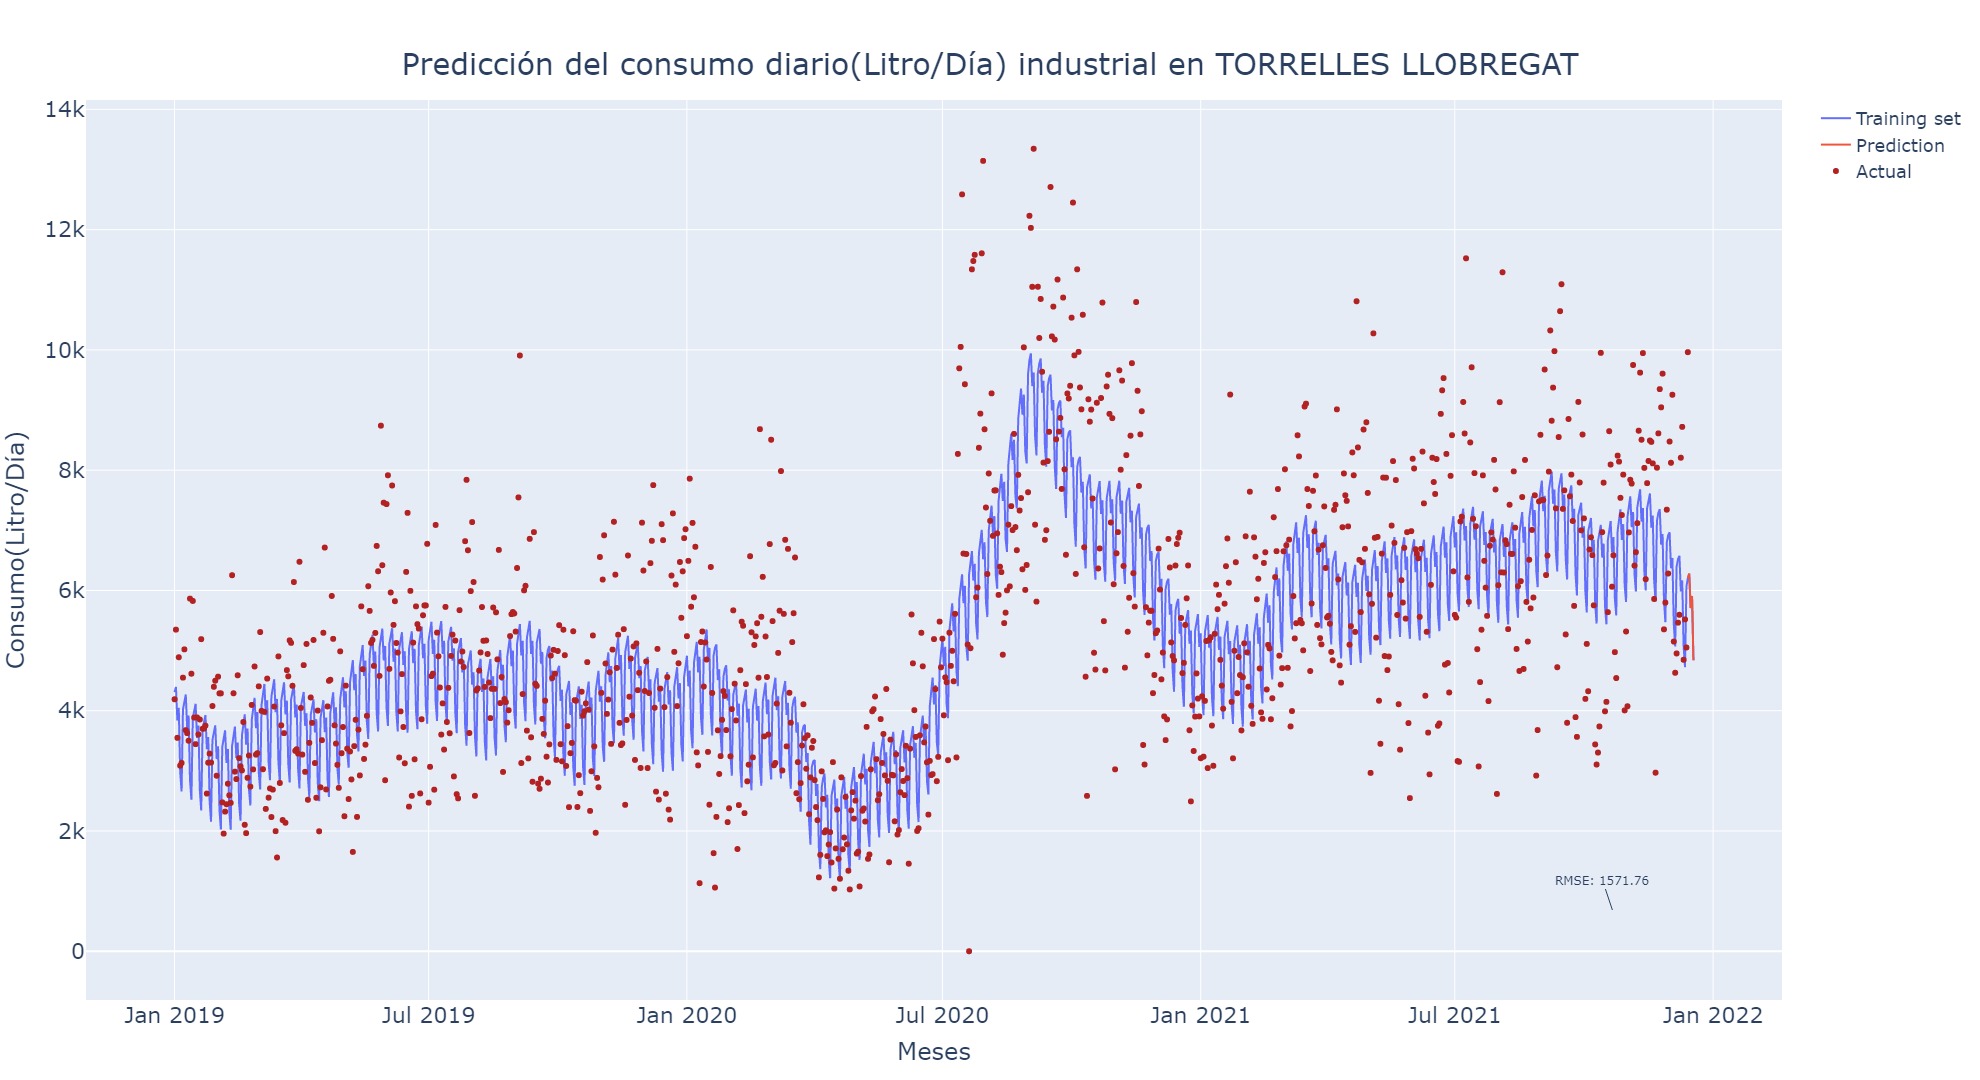 Predicción del consumo diario(Litro/Día) industrial en TORRELLES LLOBREGAT
Training set
Prediction
Actual
Consumo(Litro/Día)
14k
12k
10k
8k
6k
4k
2k
0
RMSE: 1571.76
Jan 2019
Jul 2019
Jan 2020
Jul 2020
Jan 2021
Jul 2021
Jan 2022
Meses